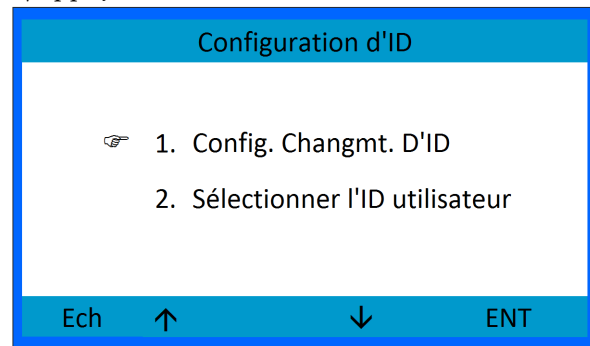 Configuration d'ID
☞ 1. Config. Changmt. D'ID
2. Sélectionner l'ID utilisateur
Ech ↑ ↓ ENT